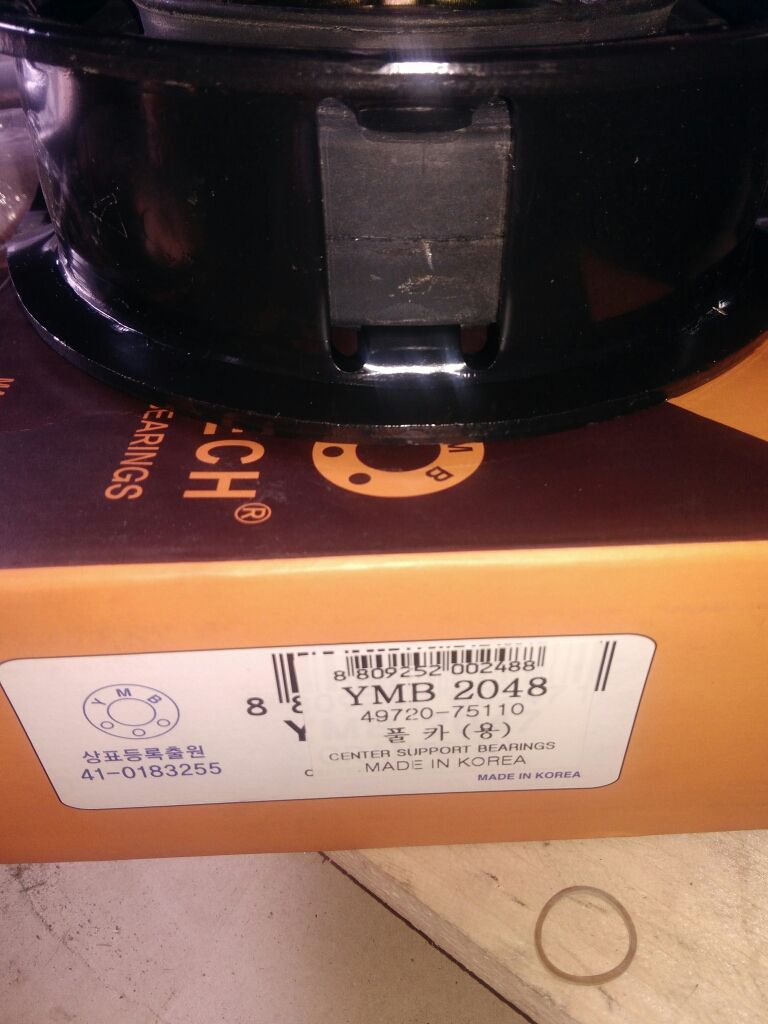 BEARINGS
ECH®
M B
Y M B
상표등록출원
41-0183255
8
8 809252 002488
YMB 2048
49720-75110
풀 카 (용)
CENTER SUPPORT BEARINGS
MADE IN KOREA
MADE IN KOREA